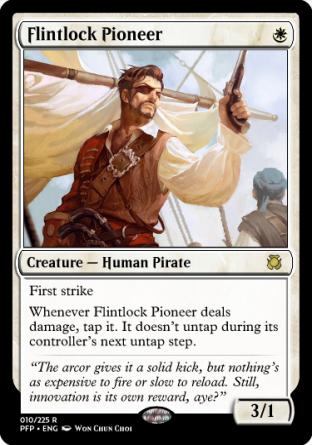 Flintlock Pioneer
Creature — Human Pirate
First strike
Whenever Flintlock Pioneer deals
damage, tap it. It doesn't untap during its
controller's next untap step.
“The arcor gives it a solid kick, but nothing's
as expensive to fire or slow to reload. Still,
innovation is its own reward, aye?”
3/1
010/225 R
PFP • ENG Won Chun Choi